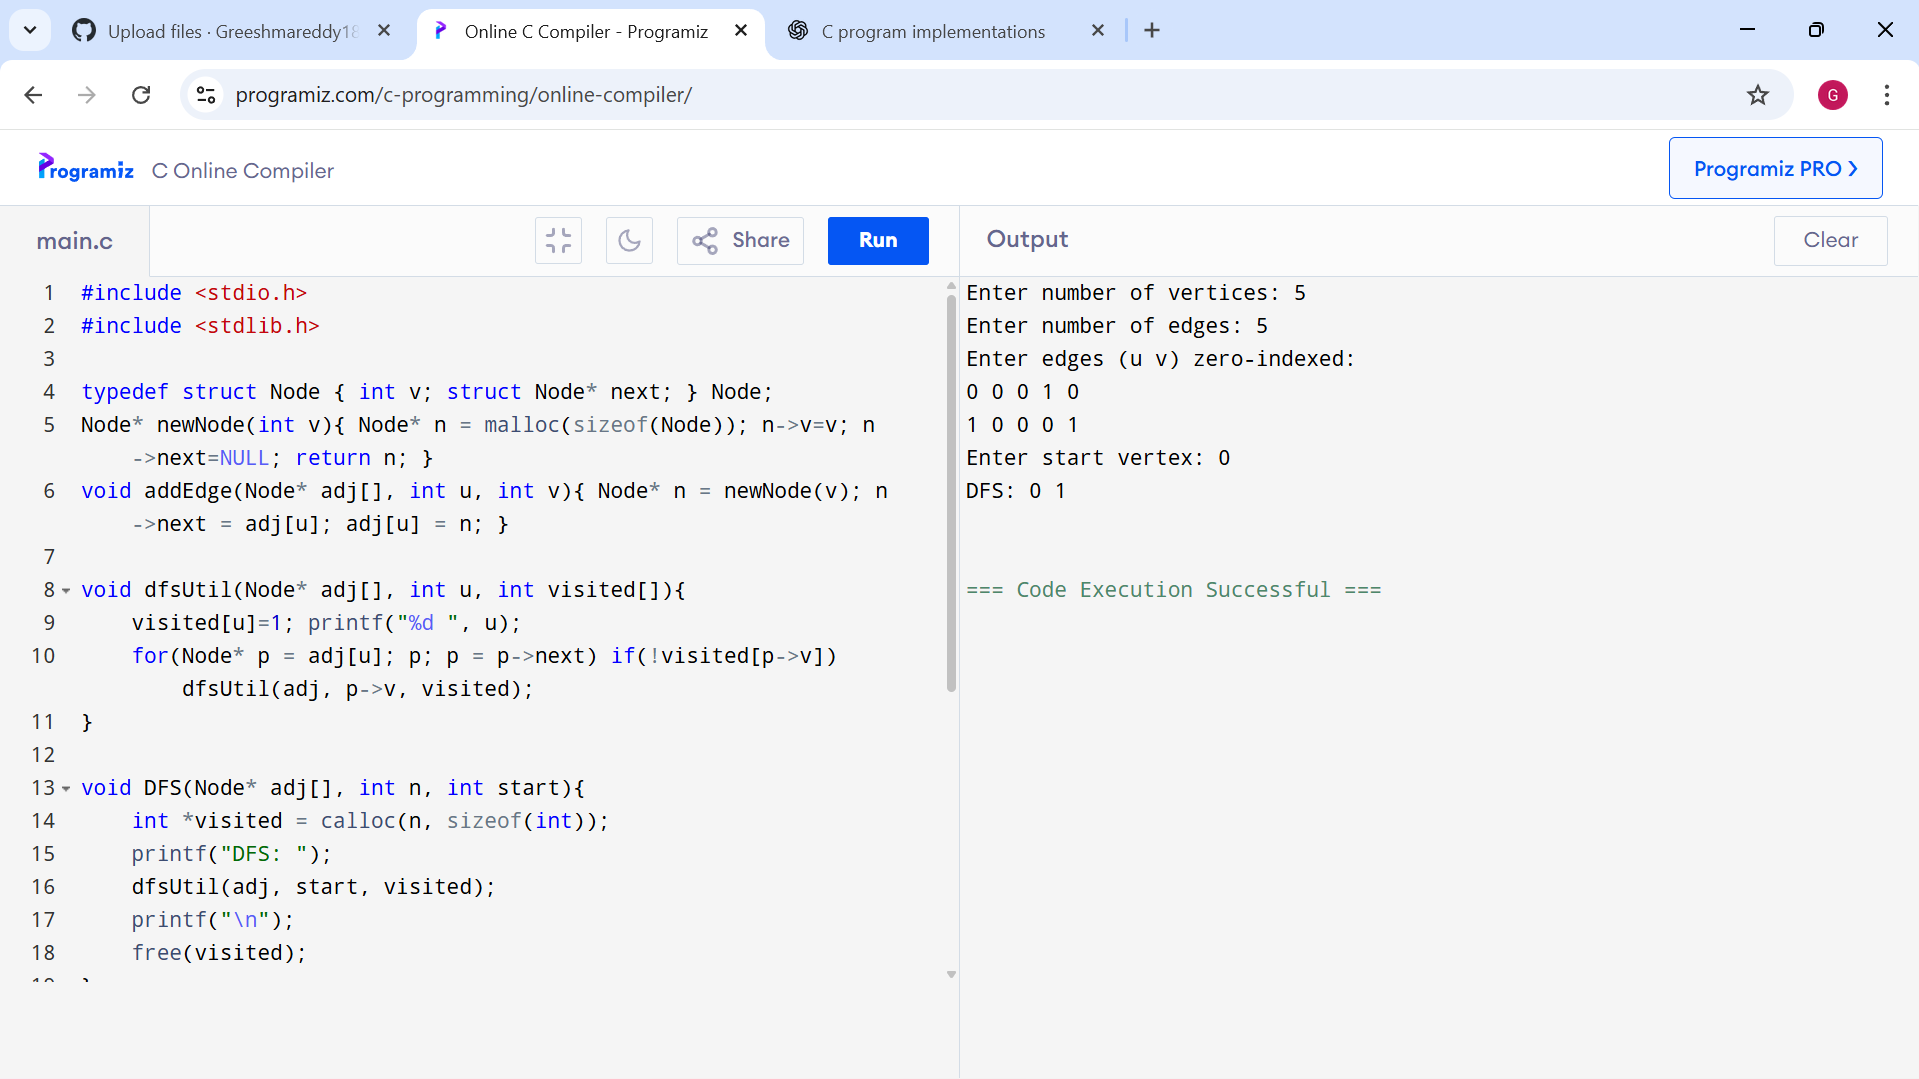 Upload files · Greeshmareddy18
Online C Compiler - Programiz
C program implementations
programiz.com/c-programming/online-compiler/
G
Programiz C Online Compiler
Programiz PRO
main.c
Share
Run
Output
Clear
1 #include <stdio.h>
2 #include <stdlib.h>
3
4 typedef struct Node { int v; struct Node* next; } Node;
5 Node* newNode(int v){ Node* n = malloc(sizeof(Node)); n->v=v; n
->next=NULL; return n; }
6 void addEdge(Node* adj[], int u, int v){ Node* n = newNode(v); n
->next = adj[u]; adj[u] = n; }
7
8 void dfsUtil(Node* adj[], int u, int visited[]){
9 visited[u]=1; printf("%d ", u);
10 for(Node* p = adj[u]; p; p = p->next) if(!visited[p->v])
dfsUtil(adj, p->v, visited);
11 }
12
13 void DFS(Node* adj[], int n, int start){
14 int *visited = calloc(n, sizeof(int));
15 printf("DFS: ");
16 dfsUtil(adj, start, visited);
17 printf("\n");
18 free(visited);
Enter number of vertices: 5
Enter number of edges: 5
Enter edges (u v) zero-indexed:
0 0 0 1 0
1 0 0 0 1
Enter start vertex: 0
DFS: 0 1
=== Code Execution Successful ===